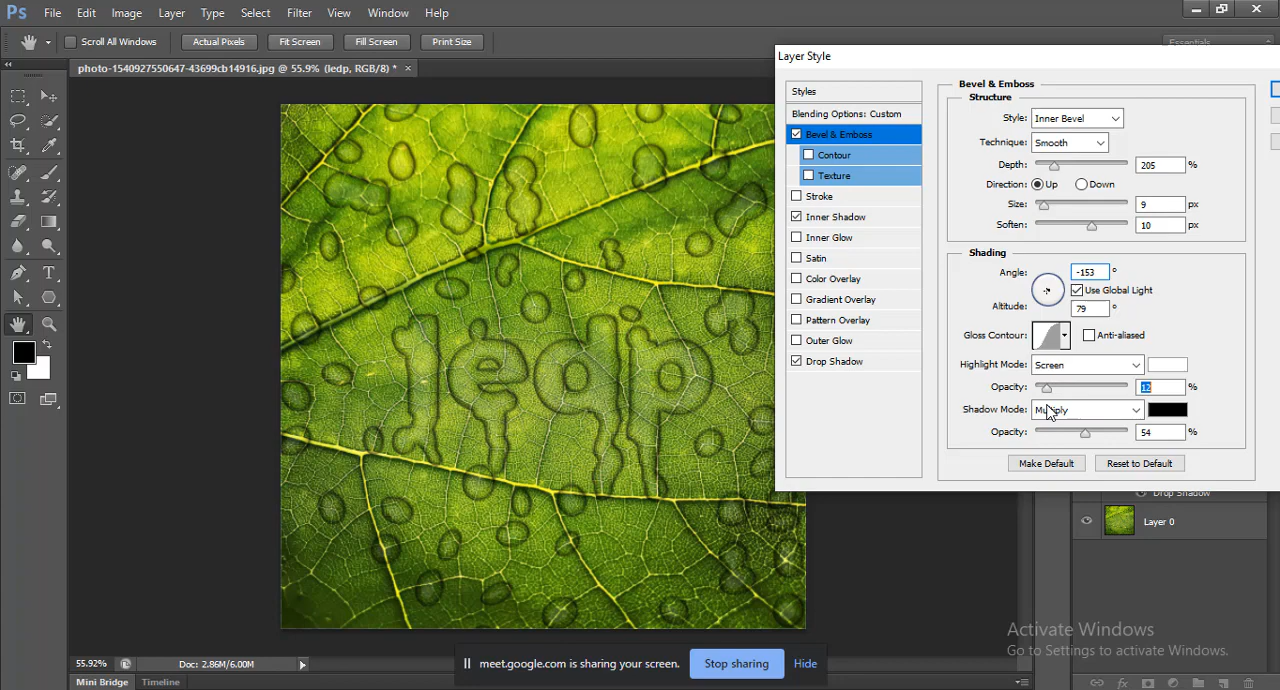 Ps File Edit Image Layer Type Select Filter View Window Help
Scroll All Windows Actual Pixels Fit Screen Fill Screen Print Size
Essentials
photo-1540927550647-43699cb14916.jpg @ 55.9% (ledp, RGB/8) * ×
Layer Style
Styles
Blending Options: Custom
Bevel & Emboss
Contour
Texture
Stroke
Inner Shadow
Inner Glow
Satin
Color Overlay
Gradient Overlay
Pattern Overlay
Outer Glow
Drop Shadow
Bevel & Emboss
Structure
Style: Inner Bevel
Technique: Smooth
Depth: 205 %
Direction: Up Down
Size: 9 px
Soften: 10 px
Shading
Angle: -153 °
Use Global Light
Altitude: 79 °
Gloss Contour: Anti-aliased
Highlight Mode: Screen
Opacity: 12 %
Shadow Mode: Multiply
Opacity: 54 %
Make Default Reset to Default
ledp
Drop Shadow
Layer 0
Activate Windows
Go to Settings to activate Windows.
55.92% Doc: 2.86M/6.00M
meet.google.com is sharing your screen. Stop sharing Hide
Mini Bridge Timeline
fx